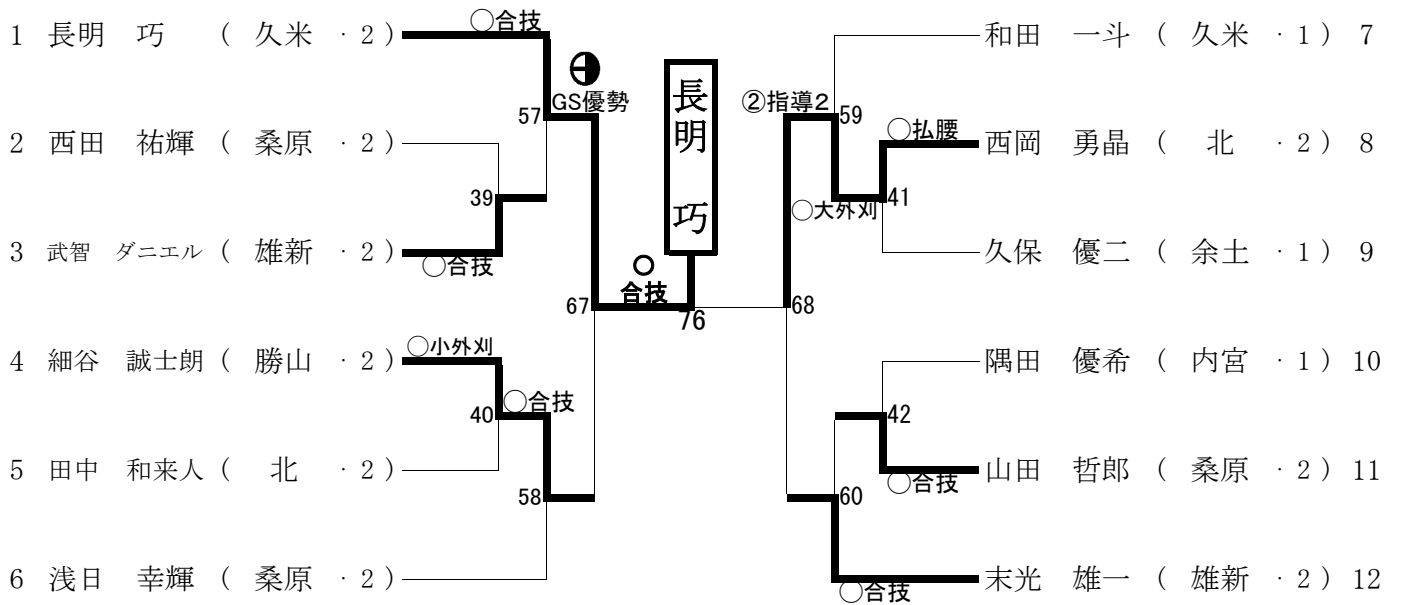 1 長明 巧 ( 久米 ・2)
2 西田 祐輝 ( 桑原 ・2)
3 武智 ダニエル ( 雄新 ・2)
4 細谷 誠士朗 ( 勝山 ・2)
5 田中 和来人 ( 北 ・2)
6 浅日 幸輝 ( 桑原 ・2)
○合技
57
GS優勢
39
○合技
○小外刈
40
○合技
58
67
長明 巧
○
合技
76
②指導2
59
○払腰
41
○大外刈
68
42
○合技
60
○合技
和田 一斗 ( 久米 ・1) 7
西岡 勇晶 ( 北 ・2) 8
久保 優二 ( 余土 ・1) 9
隅田 優希 ( 内宮 ・1) 10
山田 哲郎 ( 桑原 ・2) 11
末光 雄一 ( 雄新 ・2) 12